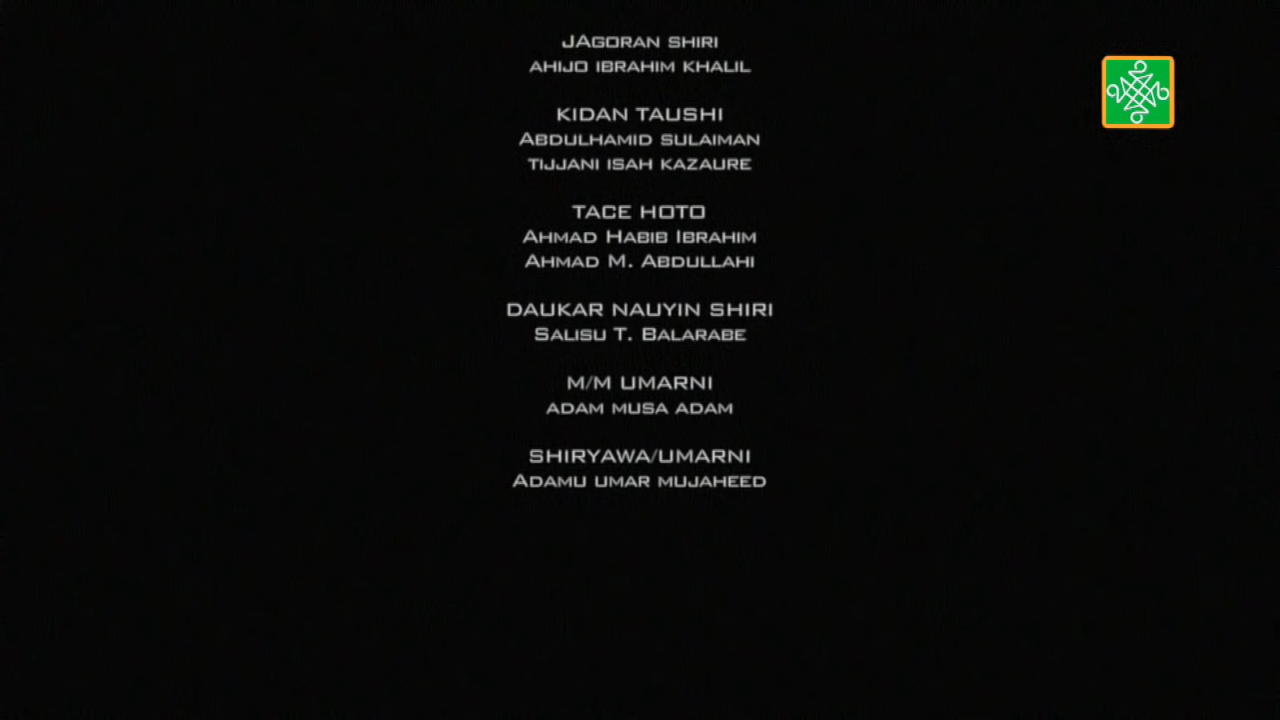 JAGORAN SHIRI
AHIJO IBRAHIM KHALIL
KIDAN TAUSHI
ABDULHAMID SULAIMAN
TIJJANI ISAH KAZAURE
TACE HOTO
AHMAD HABIB IBRAHIM
AHMAD M. ABDULLAHI
DAUKAR NAUYIN SHIRI
SALISU T. BALARABE
M/M UMARNI
ADAM MUSA ADAM
SHIRYAWA/UMARNI
ADAMU UMAR MUJAHEED